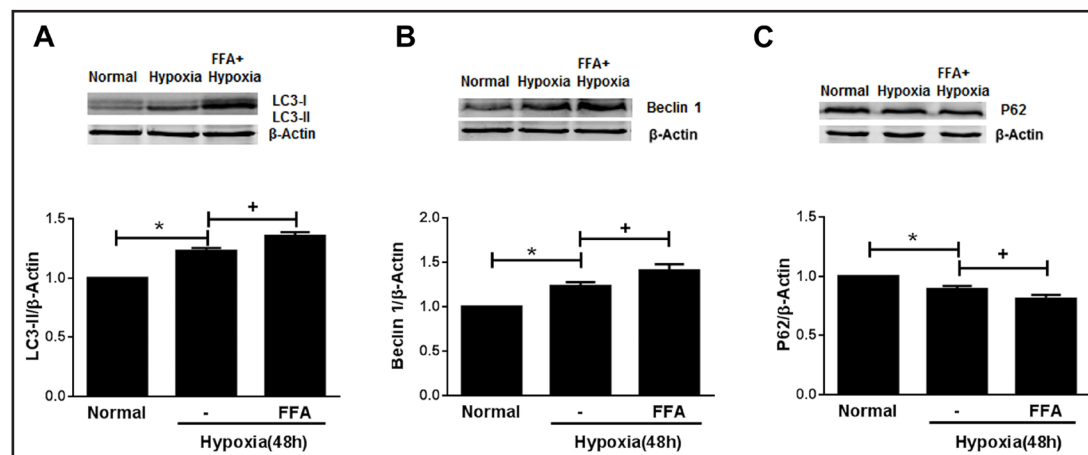 A
FFA+
Normal Hypoxia Hypoxia
LC3-I
LC3-II
β-Actin
LC3-II/β-Actin
1.5
1.0
0.5
0.0
*
+
Normal - FFA
Hypoxia(48h)
B
FFA+
Normal Hypoxia Hypoxia
Beclin 1
β-Actin
Beclin 1/β-Actin
2.0
1.5
1.0
0.5
0.0
*
+
Normal - FFA
Hypoxia(48h)
C
FFA+
Normal Hypoxia Hypoxia
P62
β-Actin
P62/β-Actin
1.5
1.0
0.5
0.0
*
+
Normal - FFA
Hypoxia(48h)